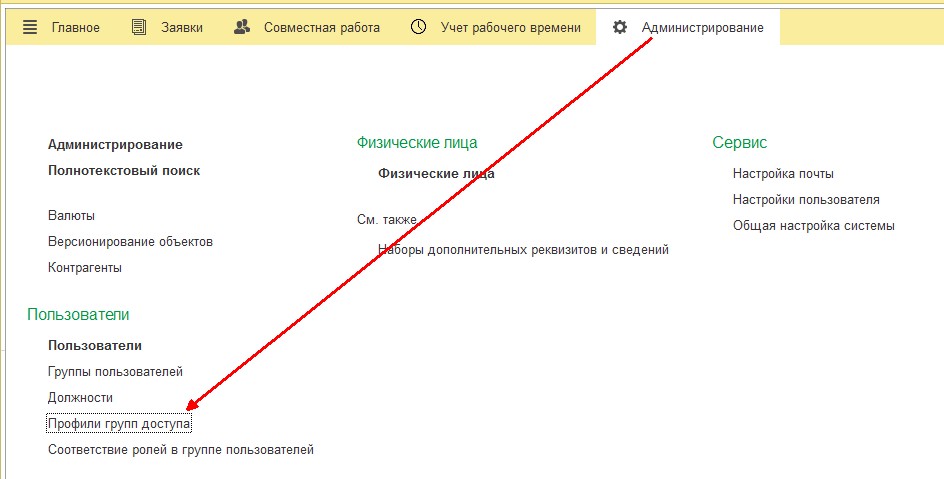 Главное Заявки Совместная работа Учет рабочего времени Администрирование
Администрирование
Полнотекстовый поиск
Валюты
Версионирование объектов
Контрагенты
Пользователи
Пользователи
Группы пользователей
Должности
Профили групп доступа
Соответствие ролей в группе пользователей
Физические лица
Физические лица
См. также
Наборы дополнительных реквизитов и сведений
Сервис
Настройка почты
Настройки пользователя
Общая настройка системы